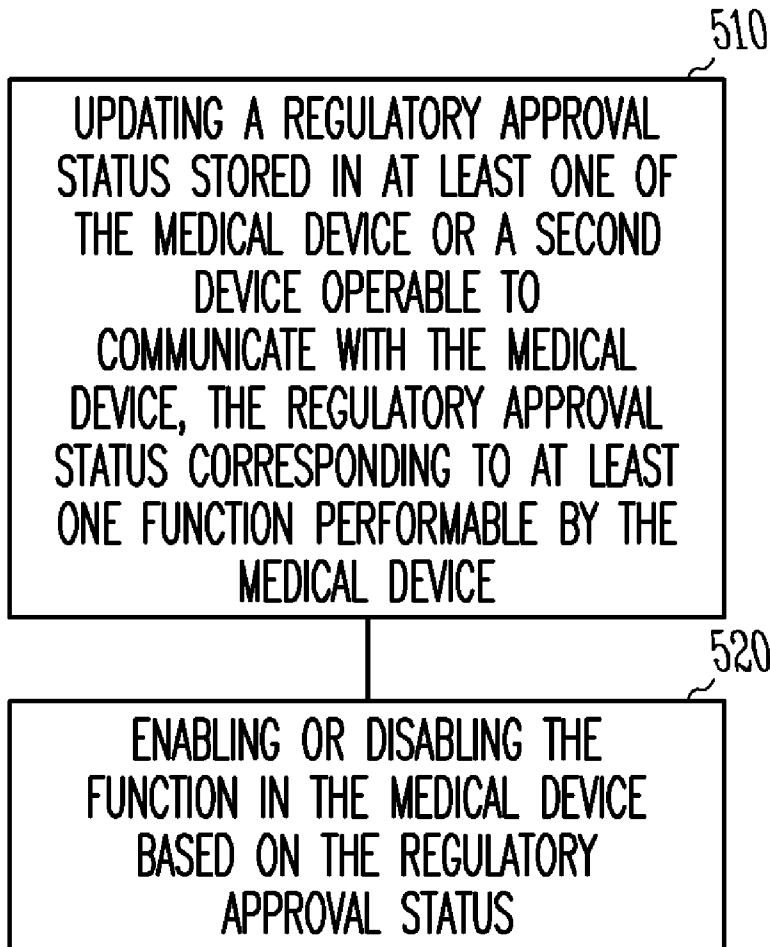 510
UPDATING A REGULATORY APPROVAL
STATUS STORED IN AT LEAST ONE OF
THE MEDICAL DEVICE OR A SECOND
DEVICE OPERABLE TO
COMMUNICATE WITH THE MEDICAL
DEVICE, THE REGULATORY APPROVAL
STATUS CORRESPONDING TO AT LEAST
ONE FUNCTION PERFORMABLE BY THE
MEDICAL DEVICE
520
ENABLING OR DISABLING THE
FUNCTION IN THE MEDICAL DEVICE
BASED ON THE REGULATORY
APPROVAL STATUS